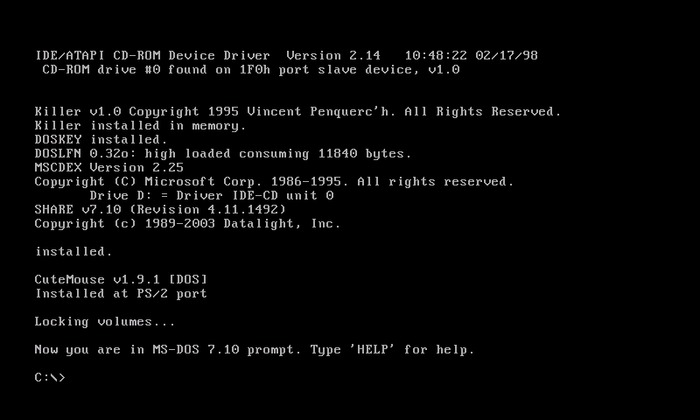 IDE/ATAPI CD-ROM Device Driver  Version 2.14   10:48:22 02/17/98
 CD-ROM drive #0 found on 1F0h port slave device, v1.0
Killer v1.0 Copyright 1995 Vincent Penquerc'h. All Rights Reserved.
Killer installed in memory.
DOSKEY installed.
DOSLFN 0.32o: high loaded consuming 11840 bytes.
MSCDEX Version 2.25
Copyright (C) Microsoft Corp. 1986-1995. All rights reserved.
       Drive D: = Driver IDE-CD unit 0
SHARE v7.10 (Revision 4.11.1492)
Copyright (c) 1989-2003 Datalight, Inc.
installed.
CuteMouse v1.9.1 [DOS]
Installed at PS/2 port
Locking volumes...
Now you are in MS-DOS 7.10 prompt. Type 'HELP' for help.
C:\>